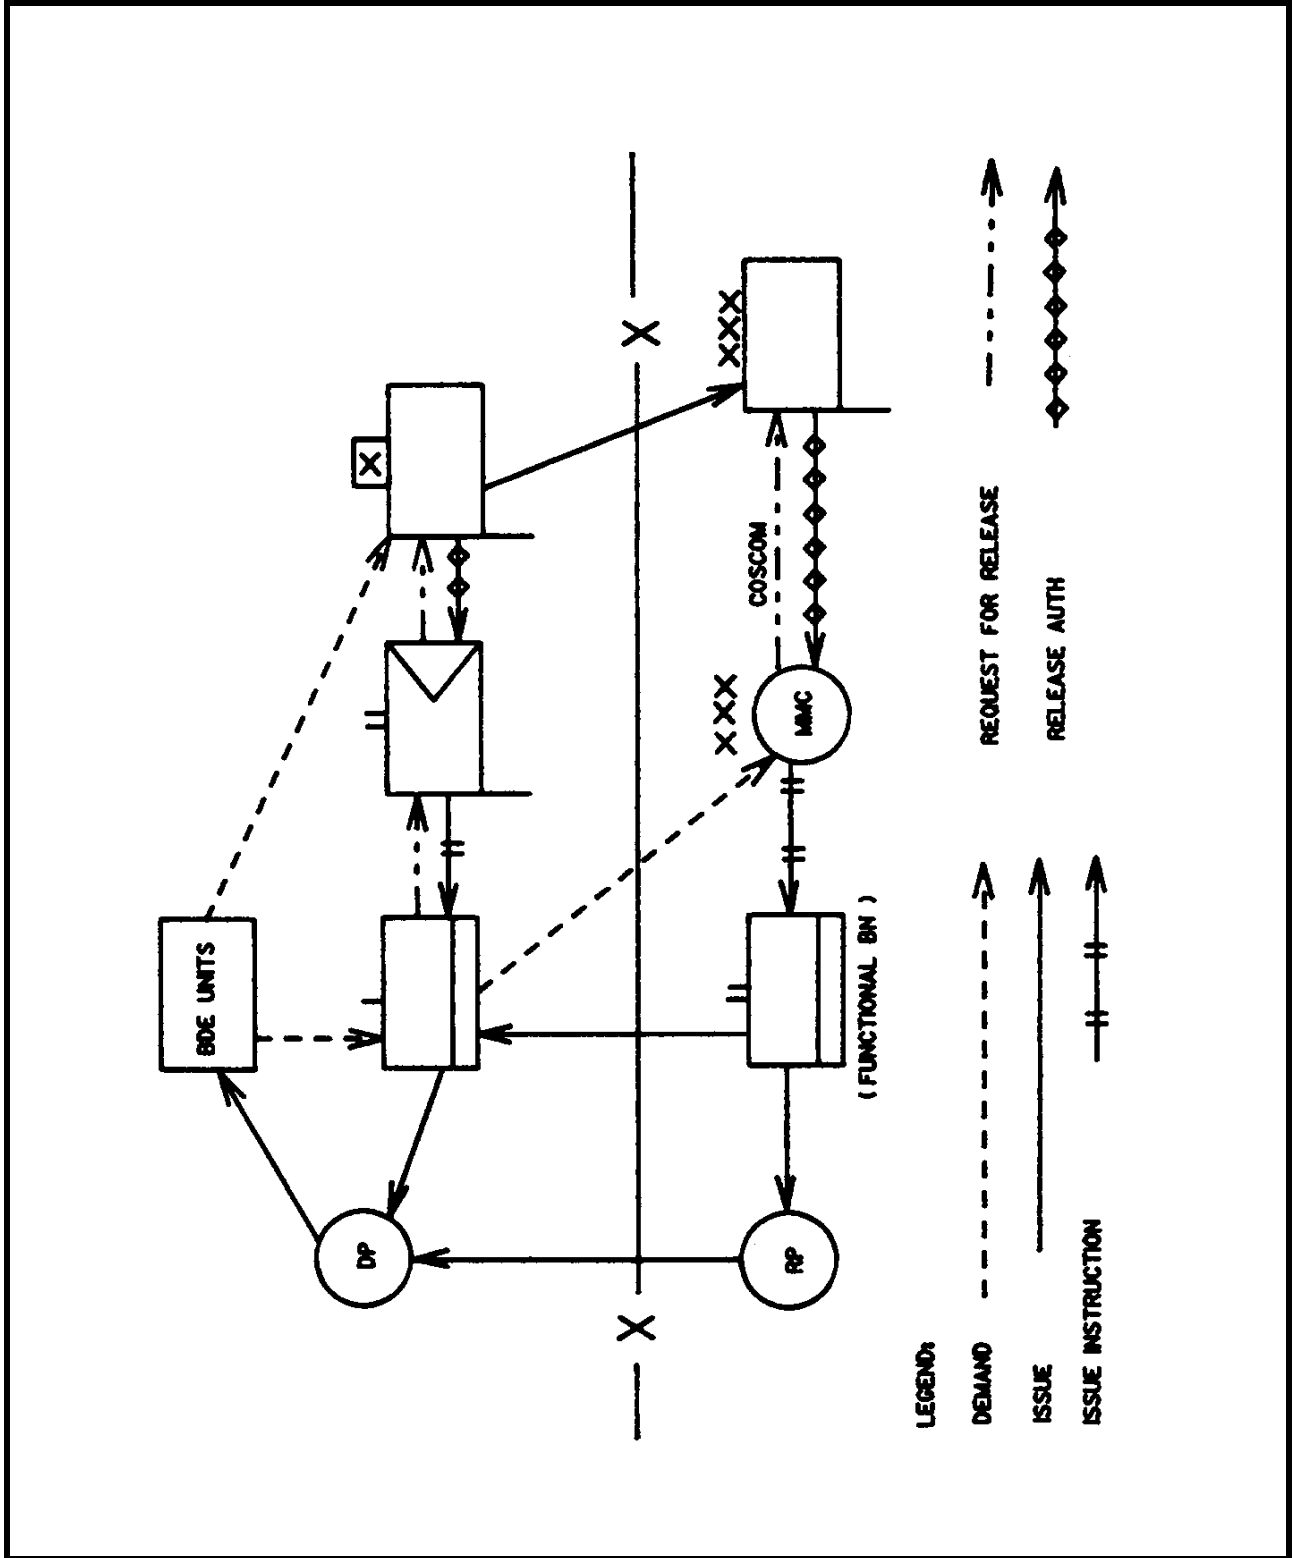 BDE UNITS
X
DP
X
X
XXX
XXX
COSCOM
MMC
RP
(FUNCTIONAL BN)
LEGEND:
DEMAND
ISSUE
ISSUE INSTRUCTION
REQUEST FOR RELEASE
RELEASE AUTH